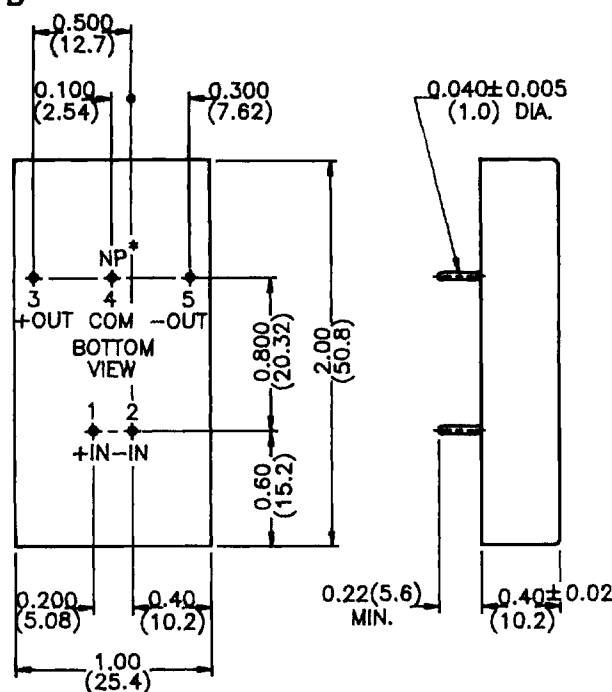 0.500
(12.7)
0.100
(2.54)
0.300
(7.62)
0.040±0.005
(1.0) DIA.
NP*
3 4 5
+OUT COM -OUT
BOTTOM
VIEW
0.800
(20.32)
2.00
(50.8)
1 2
+IN-IN
0.60
(15.2)
0.200
(5.08)
0.40
(10.2)
0.22(5.6)
MIN.
0.40±0.02
(10.2)
1.00
(25.4)